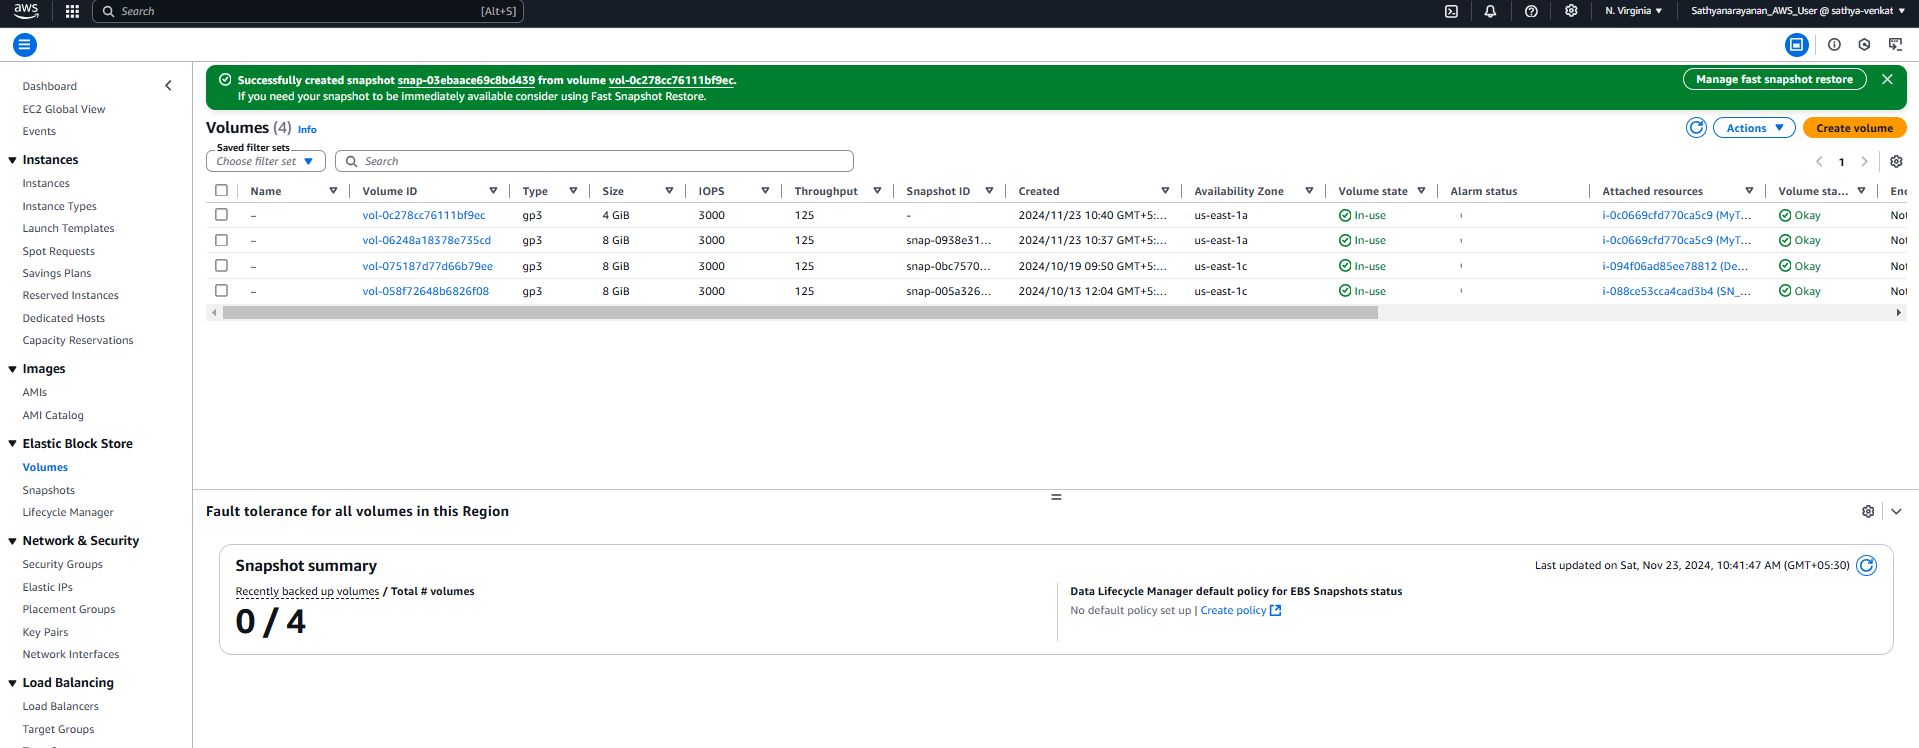 aws
Search [Alt+S]
N. Virginia
Sathyanarayanan_AWS_User @ sathya-venkat
Dashboard
EC2 Global View
Events
Instances
Instances
Instance Types
Launch Templates
Spot Requests
Savings Plans
Reserved Instances
Dedicated Hosts
Capacity Reservations
Images
AMIs
AMI Catalog
Elastic Block Store
Volumes
Snapshots
Lifecycle Manager
Network & Security
Security Groups
Elastic IPs
Placement Groups
Key Pairs
Network Interfaces
Load Balancing
Load Balancers
Target Groups
Successfully created snapshot snap-03ebaace69c8bd439 from volume vol-0c278cc76111bf9ec.
If you need your snapshot to be immediately available consider using Fast Snapshot Restore.
Manage fast snapshot restore
Volumes (4) Info
Actions
Create volume
Saved filter sets
Choose filter set
Search
1
Name Volume ID Type Size IOPS Throughput Snapshot ID Created Availability Zone Volume state Alarm status Attached resources Volume sta...
– vol-0c278cc76111bf9ec gp3 4 GiB 3000 125 - 2024/11/23 10:40 GMT+5:... us-east-1a In-use i-0c0669cfd770ca5c9 (MyT... Okay
– vol-06248a18378e735cd gp3 8 GiB 3000 125 snap-0938e31... 2024/11/23 10:37 GMT+5:... us-east-1a In-use i-0c0669cfd770ca5c9 (MyT... Okay
– vol-075187d77d66b79ee gp3 8 GiB 3000 125 snap-0bc7570... 2024/10/19 09:50 GMT+5:... us-east-1c In-use i-094f06ad85ee78812 (De... Okay
– vol-058f72648b6826f08 gp3 8 GiB 3000 125 snap-005a326... 2024/10/13 12:04 GMT+5:... us-east-1c In-use i-088ce53cca4cad3b4 (SN_... Okay
Fault tolerance for all volumes in this Region
Snapshot summary
Last updated on Sat, Nov 23, 2024, 10:41:47 AM (GMT+05:30)
Recently backed up volumes / Total # volumes
0 / 4
Data Lifecycle Manager default policy for EBS Snapshots status
No default policy set up | Create policy